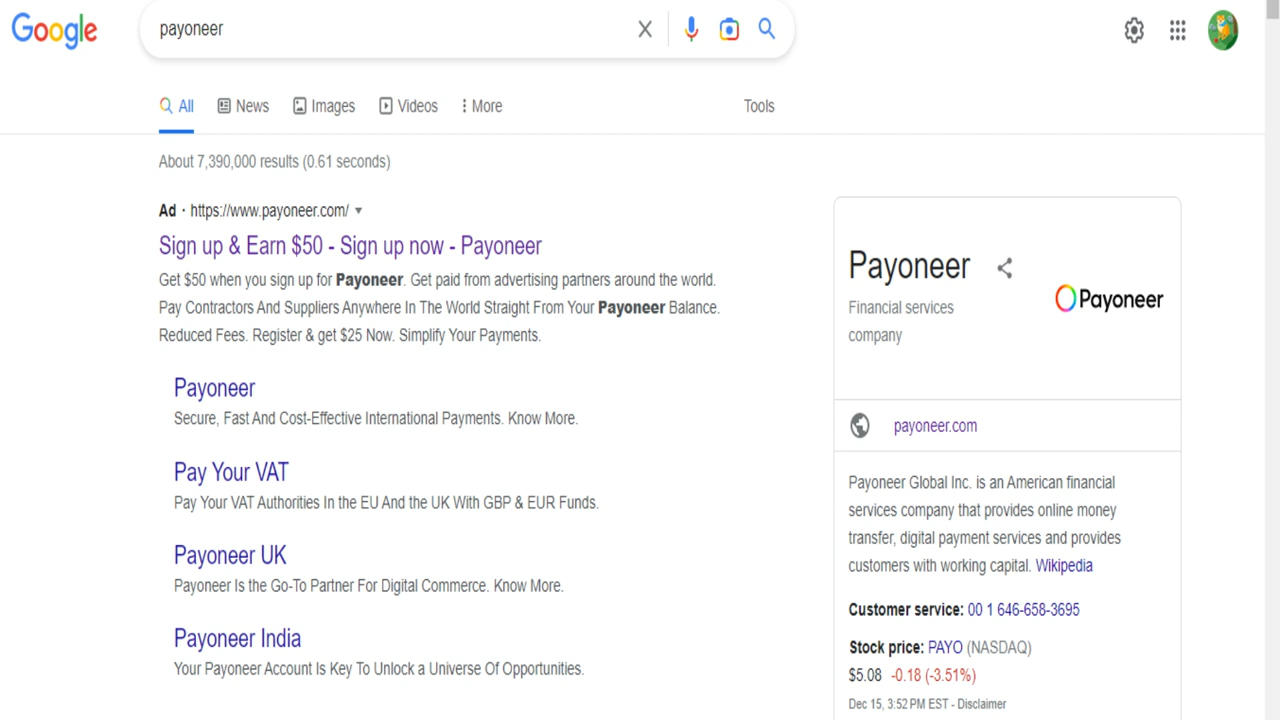 Google
payoneer
All News Images Videos More Tools
About 7,390,000 results (0.61 seconds)
Ad · https://www.payoneer.com/
Sign up & Earn $50 - Sign up now - Payoneer
Get $50 when you sign up for Payoneer. Get paid from advertising partners around the world.
Pay Contractors And Suppliers Anywhere In The World Straight From Your Payoneer Balance.
Reduced Fees. Register & get $25 Now. Simplify Your Payments.
Payoneer
Secure, Fast And Cost-Effective International Payments. Know More.
Pay Your VAT
Pay Your VAT Authorities In the EU And the UK With GBP & EUR Funds.
Payoneer UK
Payoneer Is the Go-To Partner For Digital Commerce. Know More.
Payoneer India
Your Payoneer Account Is Key To Unlock a Universe Of Opportunities.
Payoneer
Financial services
company
Payoneer
payoneer.com
Payoneer Global Inc. is an American financial
services company that provides online money
transfer, digital payment services and provides
customers with working capital. Wikipedia
Customer service: 00 1 646-658-3695
Stock price: PAYO (NASDAQ)
$5.08 -0.18 (-3.51%)
Dec 15, 3:52 PM EST - Disclaimer